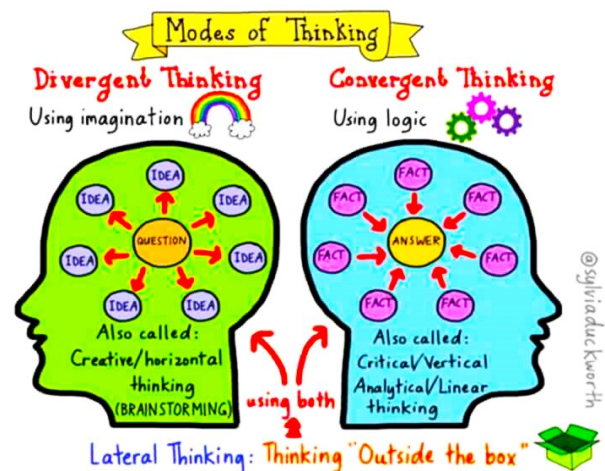 Modes of Thinking
Divergent Thinking
Using imagination
IDEA
IDEA
IDEA
IDEA
IDEA
IDEA
IDEA
QUESTION
Also called:
Creative/horizontal
thinking
(BRAINSTORMING)
Convergent Thinking
Using logic
FACT
FACT
FACT
FACT
FACT
FACT
FACT
ANSWER
Also called:
Critical/Vertical
Analytical/Linear
thinking
using both
Lateral Thinking: Thinking "Outside the box"
@sylviaduckworth